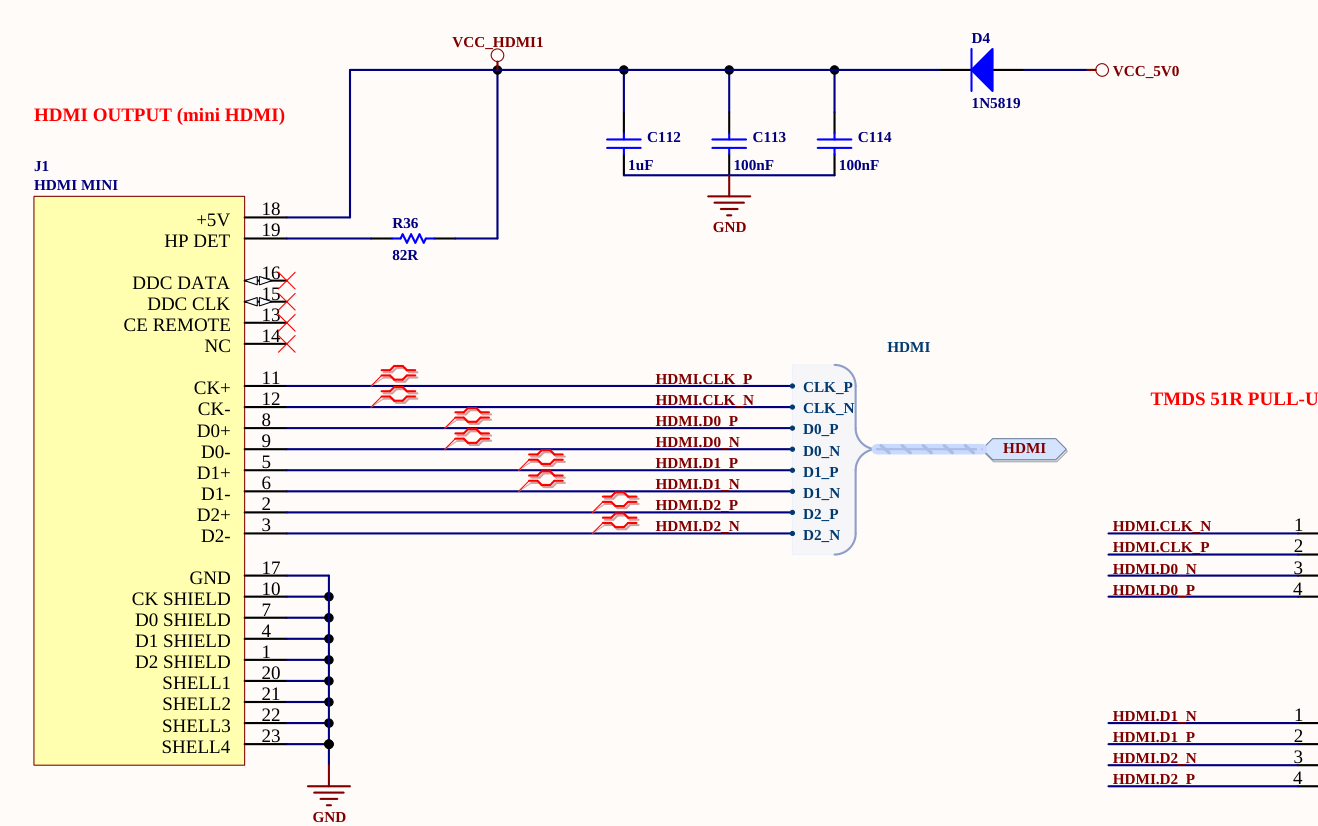 D4
VCC_HDMI1
VCC_5V0
1N5819
HDMI OUTPUT (mini HDMI)
C112
C113
C114
1uF
100nF
100nF
GND
J1
HDMI MINI
+5V 18
HP DET 19
R36
82R
DDC DATA 16
DDC CLK 15
CE REMOTE 13
NC 14
HDMI
CK+ 11 HDMI.CLK_P CLK_P
CK- 12 HDMI.CLK_N CLK_N
D0+ 8 HDMI.D0_P D0_P
D0- 9 HDMI.D0_N D0_N
D1+ 5 HDMI.D1_P D1_P
D1- 6 HDMI.D1_N D1_N
D2+ 2 HDMI.D2_P D2_P
D2- 3 HDMI.D2_N D2_N
HDMI
GND 17
CK SHIELD 10
D0 SHIELD 7
D1 SHIELD 4
D2 SHIELD 1
SHELL1 20
SHELL2 21
SHELL3 22
SHELL4 23
GND
TMDS 51R PULL-U
HDMI.CLK_N 1
HDMI.CLK_P 2
HDMI.D0_N 3
HDMI.D0_P 4
HDMI.D1_N 1
HDMI.D1_P 2
HDMI.D2_N 3
HDMI.D2_P 4